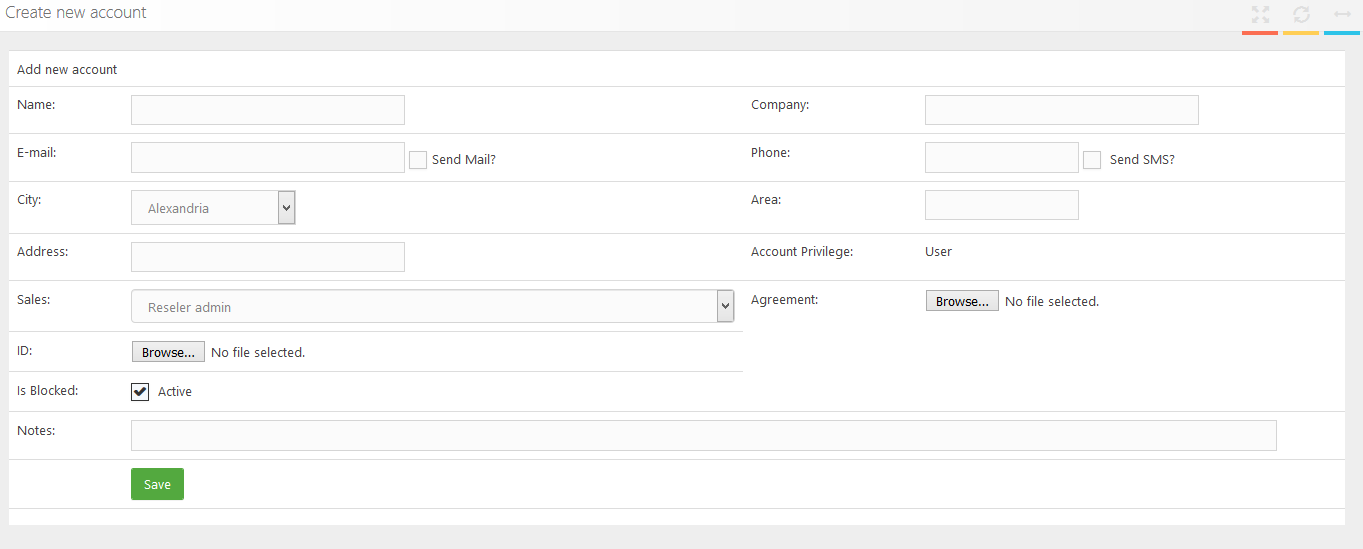 Create new account
Add new account
Name:
Company:
E-mail:
Send Mail?
Phone:
Send SMS?
City:
Alexandria
Area:
Address:
Account Privilege:
User
Sales:
Reseler admin
Agreement:
Browse...
No file selected.
ID:
Browse...
No file selected.
Is Blocked:
Active
Notes:
Save